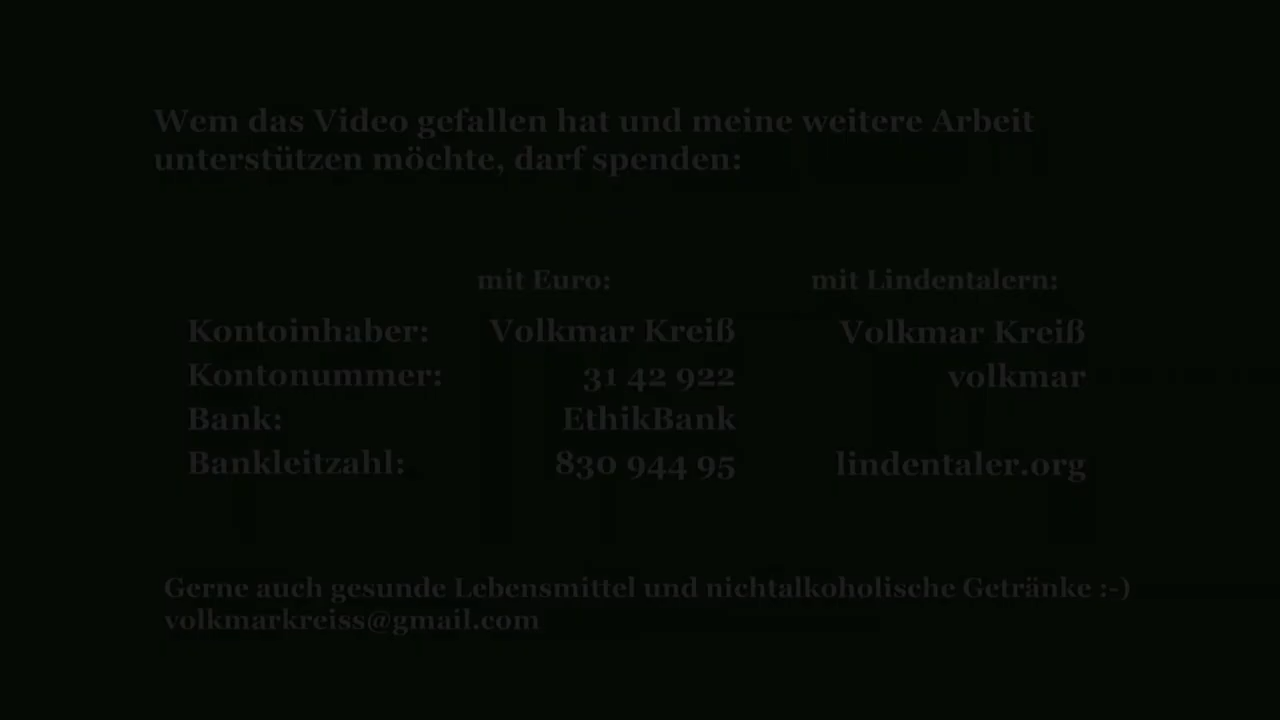 Wem das Video gefallen hat und meine weitere Arbeit
unterstützen möchte, darf spenden:
mit Euro: mit Lindentalern:
Kontoinhaber: Volkmar Kreiß Volkmar Kreiß
Kontonummer: 31 42 922 volkmar
Bank: EthikBank
Bankleitzahl: 830 944 95 lindentaler.org
Gerne auch gesunde Lebensmittel und nichtalkoholische Getränke :-)
volkmarkreiss@gmail.com